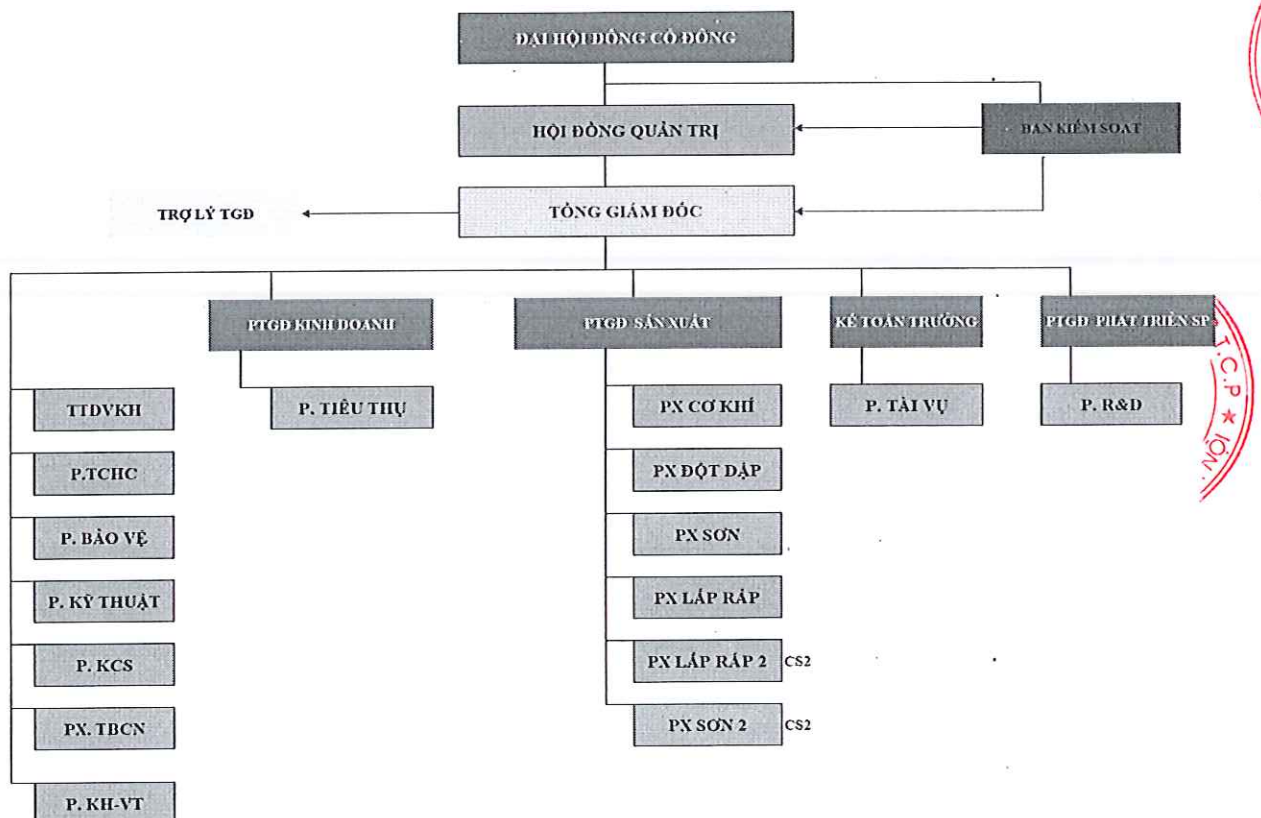 ĐẠI HỘI ĐỒNG CỔ ĐÔNG
HỘI ĐỒNG QUẢN TRỊ
BAN KIỂM SOÁT
TRỢ LÝ TGĐ
TỔNG GIÁM ĐỐC
PTGĐ KINH DOANH
PTGĐ SẢN XUẤT
KẾ TOÁN TRƯỞNG
PTGĐ PHÁT TRIỂN SP
TTDVKH
P. TIÊU THỤ
PX CƠ KHÍ
P. TÀI VỤ
P. R&D
P.TCHC
PX ĐỘT DẬP
P. BẢO VỆ
PX SƠN
P. KỸ THUẬT
PX LẮP RÁP
P. KCS
PX LẮP RÁP 2 CS2
PX. TBCN
PX SƠN 2 CS2
P. KH-VT
T.C.P ★